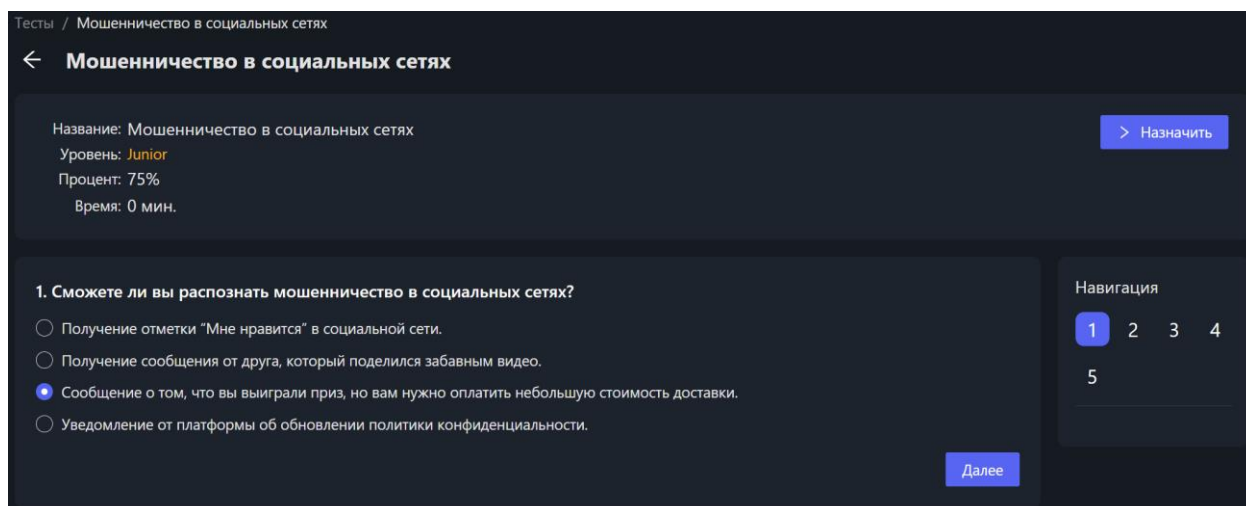 Тесты / Мошенничество в социальных сетях
Мошенничество в социальных сетях
Название: Мошенничество в социальных сетях
Уровень: Junior
Процент: 75%
Время: 0 мин.
> Назначить
1. Сможете ли вы распознать мошенничество в социальных сетях?
Получение отметки "Мне нравится" в социальной сети.
Получение сообщения от друга, который поделился забавным видео.
Сообщение о том, что вы выиграли приз, но вам нужно оплатить небольшую стоимость доставки.
Уведомление от платформы об обновлении политики конфиденциальности.
Далее
Навигация
1 2 3 4
5